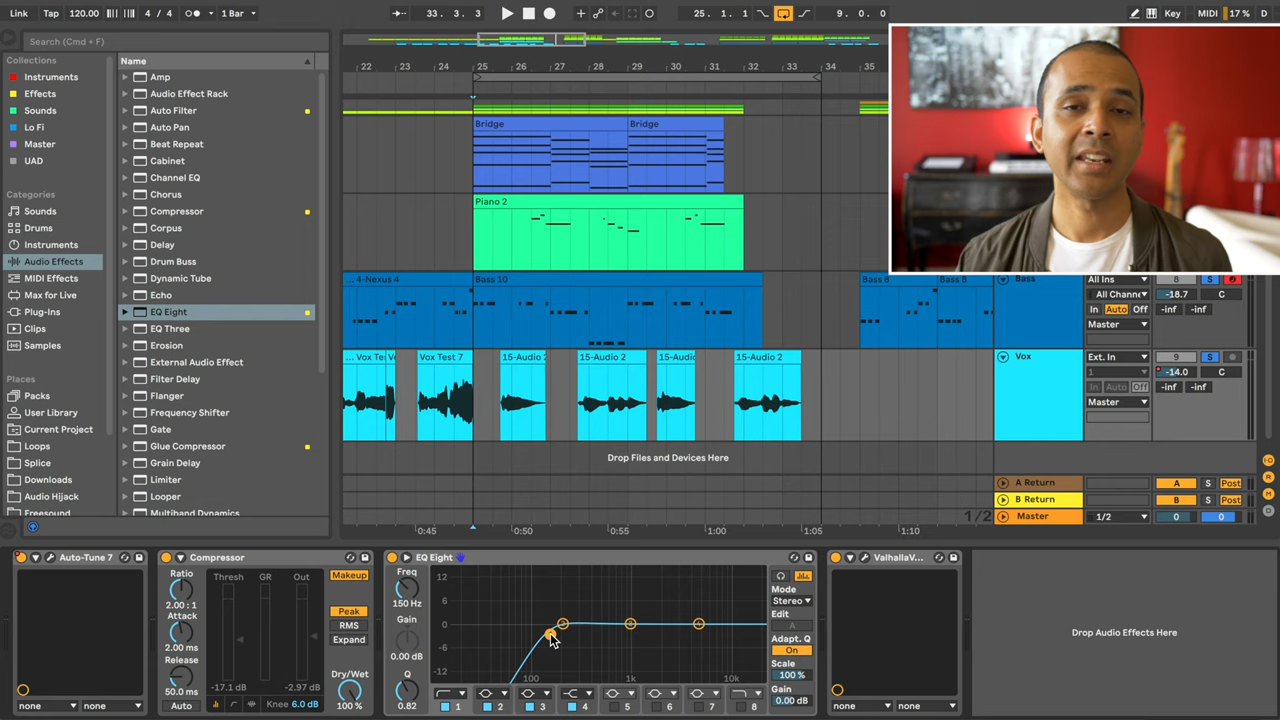 Link Tap 120.00 4 / 4 1 Bar 33. 3. 3 25. 1. 1 9. 0. 0 Key MIDI 17 % D
Search (Cmd + F)
Collections
Instruments
Effects
Sounds
Lo Fi
Master
UAD
Categories
Sounds
Drums
Instruments
Audio Effects
MIDI Effects
Max for Live
Plug-Ins
Clips
Samples
Places
Packs
User Library
Current Project
Loops
Splice
Downloads
Audio Hijack
Freesound
Name
Amp
Audio Effect Rack
Auto Filter
Auto Pan
Beat Repeat
Cabinet
Channel EQ
Chorus
Compressor
Corpus
Delay
Drum Buss
Dynamic Tube
Echo
EQ Eight
EQ Three
Erosion
External Audio Effect
Filter Delay
Flanger
Frequency Shifter
Gate
Glue Compressor
Grain Delay
Limiter
Looper
Multiband Dynamics
22 23 24 25 26 27 28 29 30 31 32 33 34 35
Bridge Bridge
Piano 2
... 4-Nexus 4 Bass 10 Bass 8 Bass 8
... Vox Te Vox Test 7 15-Audio 2 15-Audio 2 15-Audio 15-Audio 2
Drop Files and Devices Here
1/2
0:45 0:50 0:55 1:00 1:05 1:10
Bass All Ins 8 S
All Channe -18.7 C
In Auto Off -inf -inf
Master
Vox Ext. In 9 S
1 -14.0 C
In Auto Off -inf -inf
Master
A Return A S Post
B Return B S Post
Master 1/2 0 0
Auto-Tune 7
none none
Compressor
Ratio
2.00 : 1
Attack
2.00 ms
Release
50.0 ms
Auto
Thresh GR Out
-17.1 dB -2.97 dB
Knee 6.0 dB
Makeup
Peak
RMS
Expand
Dry/Wet
100 %
EQ Eight
Freq
150 Hz
Gain
0.00 dB
Q
0.82
12
6
0
-6
-12
100 1k 10k
1 2 3 4 5 6 7 8
Mode
Stereo
Edit
A
Adapt. Q
On
Scale
100 %
Gain
0.00 dB
ValhallaV...
none none
Drop Audio Effects Here